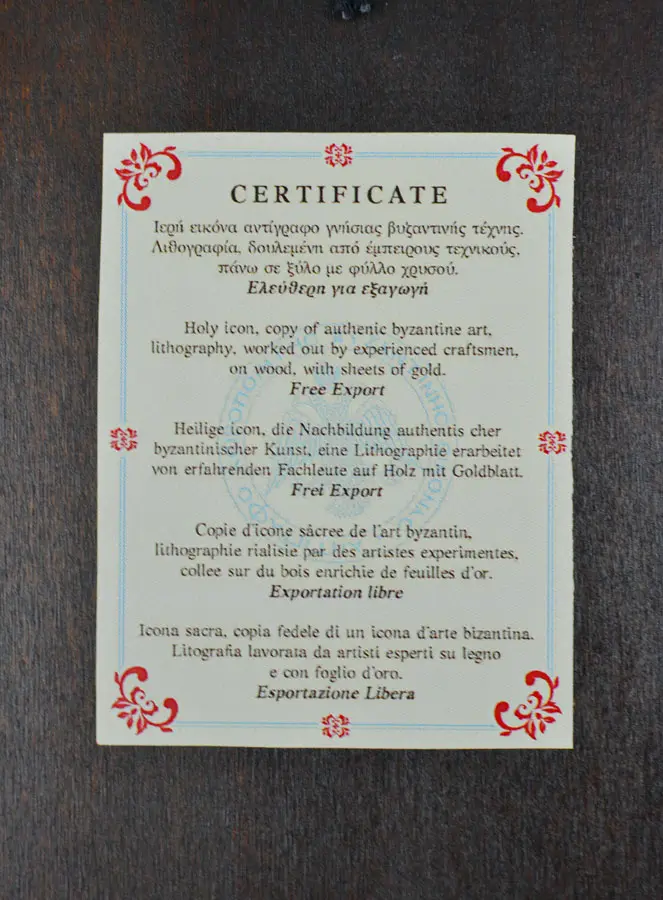 CERTIFICATE
Ιερή εικόνα αντίγραφο γνήσιας βυζαντινής τέχνης.
Λιθογραφία, δουλεμένη από έμπειρους τεχνικούς,
πάνω σε ξύλο με φύλλο χρυσού.
Ελεύθερη για εξαγωγή
Holy icon, copy of authenic byzantine art,
lithography, worked out by experienced craftsmen,
on wood, with sheets of gold.
Free Export
Heilige icon, die Nachbildung authentis cher
byzantinischer Kunst, eine Lithographie erarbeitet
von erfahrenden Fachleute auf Holz mit Goldblatt.
Frei Export
Copie d'icone sâcree de l'art byzantin,
lithographie rialisie par des artistes experimentes,
collee sur du bois enrichie de feuilles d'or.
Exportation libre
Icona sacra, copia fedele di un icona d'arte bizantina.
Litografia lavorata da artisti esperti su legno
e con foglio d'oro.
Esportazione Libera